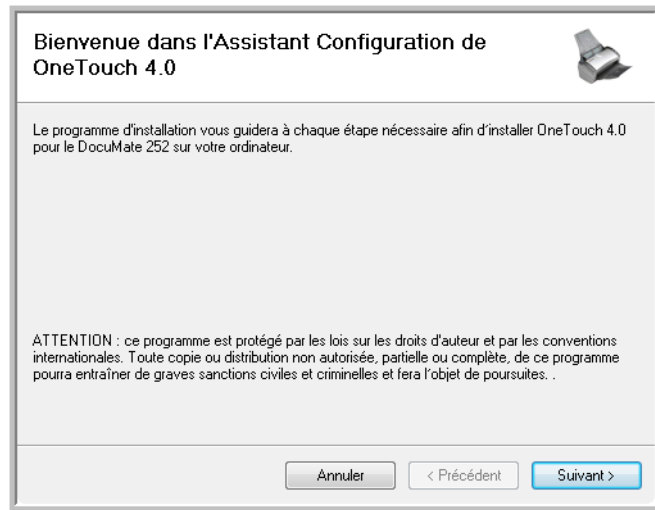 Bienvenue dans l'Assistant Configuration de
OneTouch 4.0
Le programme d'installation vous guidera à chaque étape nécessaire afin d'installer OneTouch 4.0
pour le DocuMate 252 sur votre ordinateur.
ATTENTION : ce programme est protégé par les lois sur les droits d'auteur et par les conventions
internationales. Toute copie ou distribution non autorisée, partielle ou complète, de ce programme
pourra entraîner de graves sanctions civiles et criminelles et fera l'objet de poursuites. .
Annuler
< Précédent
Suivant >